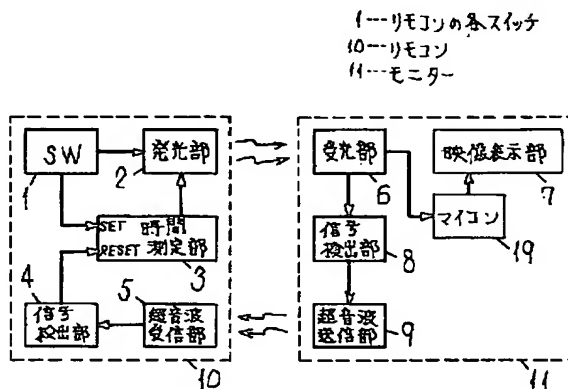 1…リモコンの各スイッチ
10…リモコン
11…モニター
SW
1
発光部
2
SET 時間
RESET 測定部
3
4
信号
検出部
5
超音波
受信部
10
受光部
6
映像表示部
7
マイコン
19
信号
検出部
8
超音波
送信部
9
11